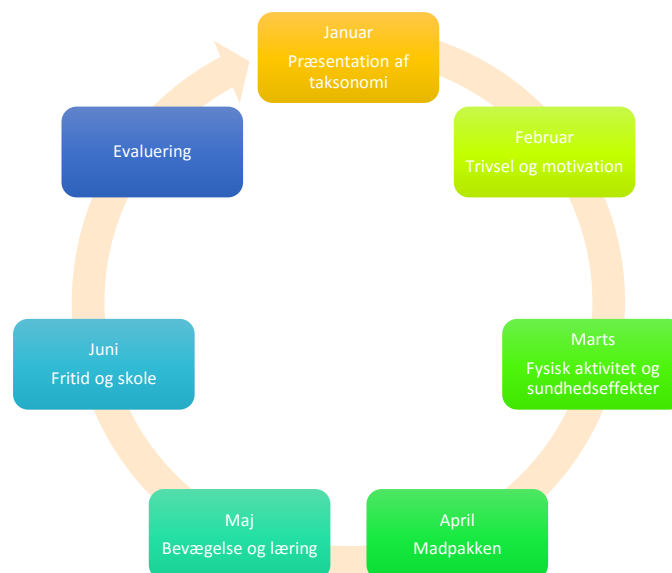 Januar
Præsentation af
taksonomi
Februar
Trivsel og motivation
Marts
Fysisk aktivitet og
sundhedseffekter
April
Madpakken
Maj
Bevægelse og læring
Juni
Fritid og skole
Evaluering